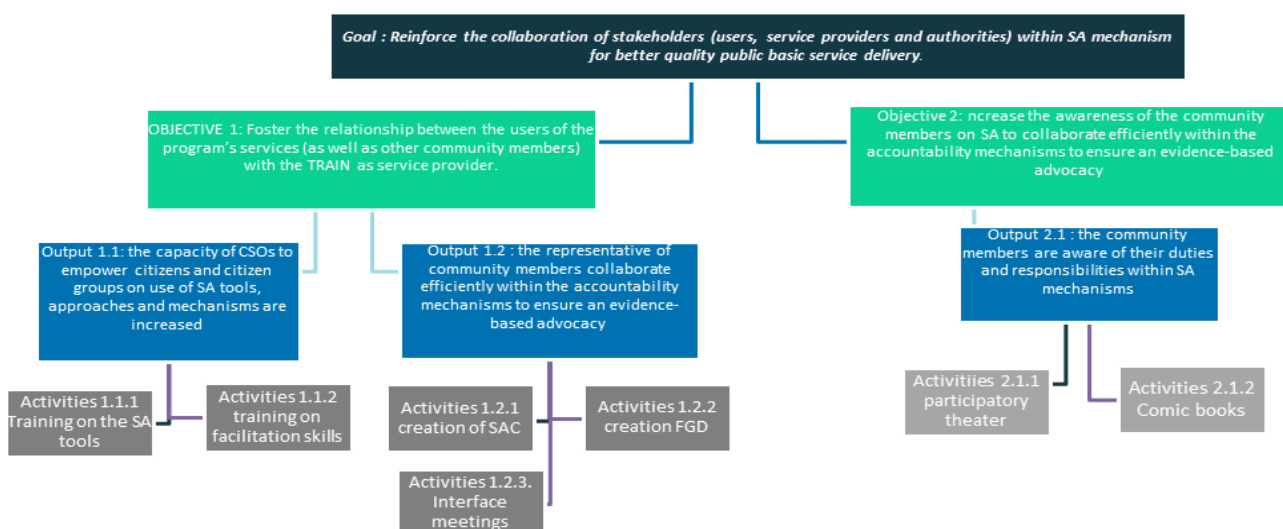 Goal : Reinforce the collaboration of stakeholders (users, service providers and authorities) within SA mechanism
for better quality public basic service delivery.
OBJECTIVE 1: Foster the relationship between the users of the
program's services (as well as other community members)
with the TRAIN as service provider.
Objective 2: ncrease the awareness of the community
members on SA to collaborate efficiently within the
accountability mechanisms to ensure an evidence-based
advocacy
Output 1.1: the capacity of CSOs to
empower citizens and citizen
groups on use of SA tools,
approaches and mechanisms are
increased
Output 1.2 : the representative of
community members collaborate
efficiently within the accountability
mechanisms to ensure an evidence-
based advocacy
Output 2.1 : the community
members are aware of their duties
and responsibilities within SA
mechanisms
Activities 1.1.1
Training on the SA
tools
Activities 1.1.2
training on
facilitation skills
Activities 1.2.1
creation of SAC
Activities 1.2.2
creation FGD
Activities 1.2.3.
Interface
meetings
Activitiies 2.1.1
participatory
theater
Activities 2.1.2
Comic books